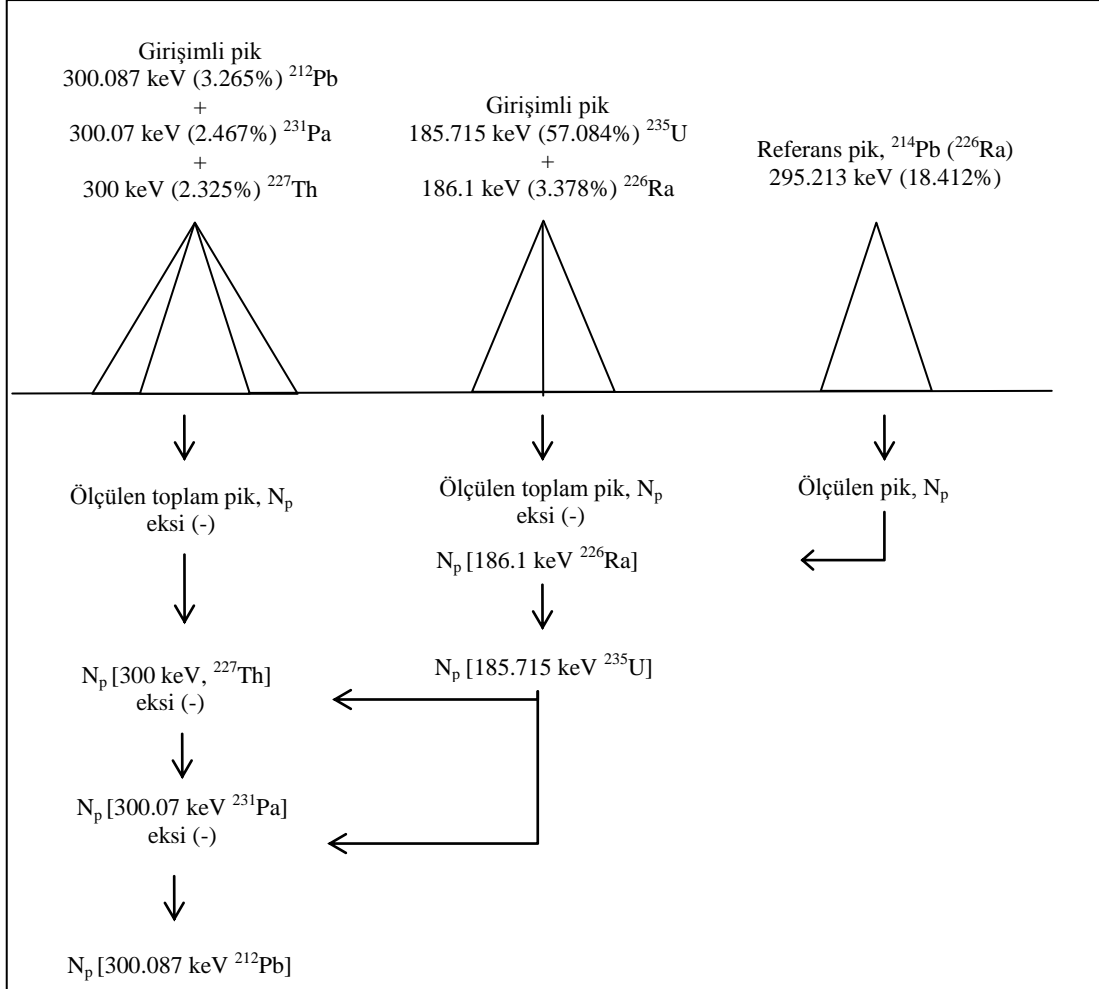 Girişimli pik
300.087 keV (3.265%) ²¹²Pb
+
300.07 keV (2.467%) ²³¹Pa
+
300 keV (2.325%) ²²⁷Th
Girişimli pik
185.715 keV (57.084%) ²³⁵U
+
186.1 keV (3.378%) ²²⁶Ra
Referans pik, ²¹⁴Pb (²²⁶Ra)
295.213 keV (18.412%)
Ölçülen toplam pik, Nₚ
eksi (-)
Ölçülen toplam pik, Nₚ
eksi (-)
Nₚ [186.1 keV ²²⁶Ra]
Ölçülen pik, Nₚ
Nₚ [300 keV, ²²⁷Th]
eksi (-)
Nₚ [185.715 keV ²³⁵U]
Nₚ [300.07 keV ²³¹Pa]
eksi (-)
Nₚ [300.087 keV ²¹²Pb]